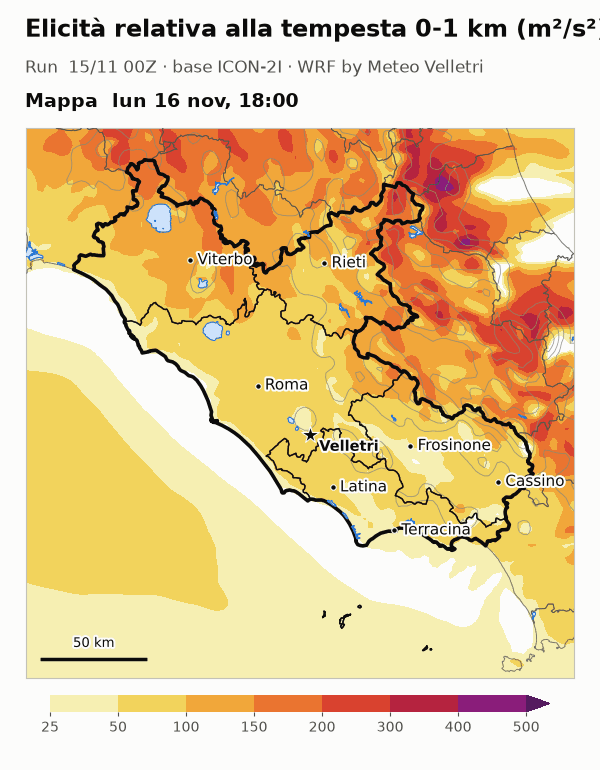 Elicità relativa alla tempesta 0-1 km (m²/s²)
Run 15/11 00Z · base ICON-2I · WRF by Meteo Velletri
Mappa lun 16 nov, 18:00
Viterbo
Rieti
Roma
Velletri
Frosinone
Latina
Cassino
Terracina
50 km
25 50 100 150 200 300 400 500